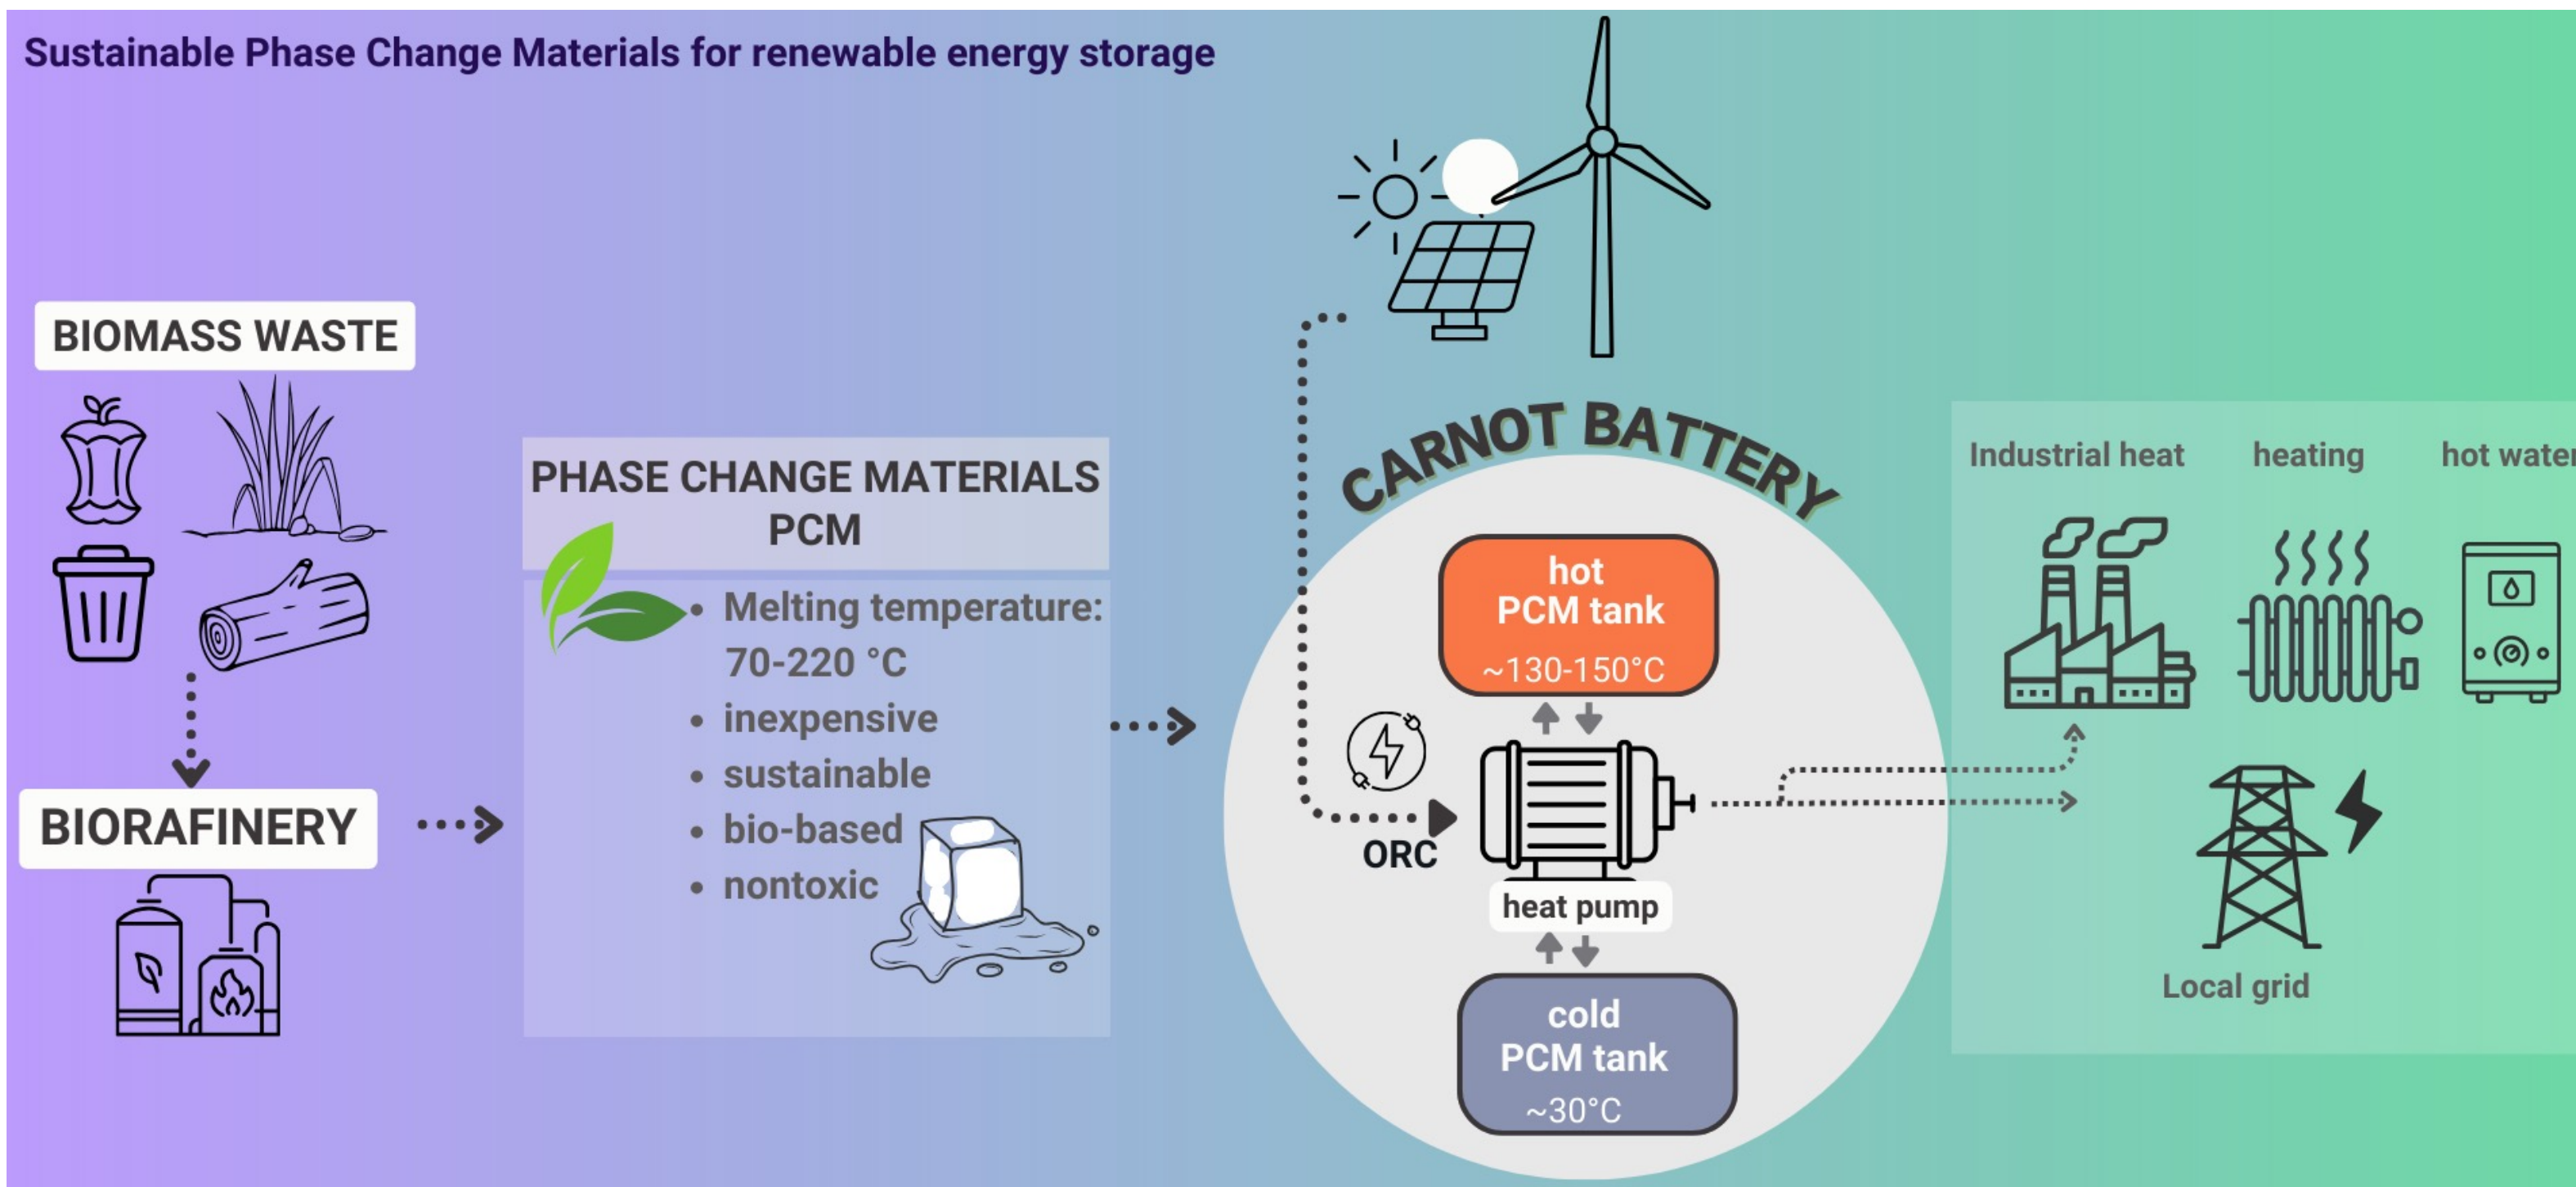 Sustainable Phase Change Materials for renewable energy storage
BIOMASS WASTE
BIORAFINERY
PHASE CHANGE MATERIALS
PCM
• Melting temperature:
70-220 °C
• inexpensive
• sustainable
• bio-based
• nontoxic
CARNOT BATTERY
hot
PCM tank
~130-150°C
ORC
heat pump
cold
PCM tank
~30°C
Industrial heat
heating
hot water
Local grid